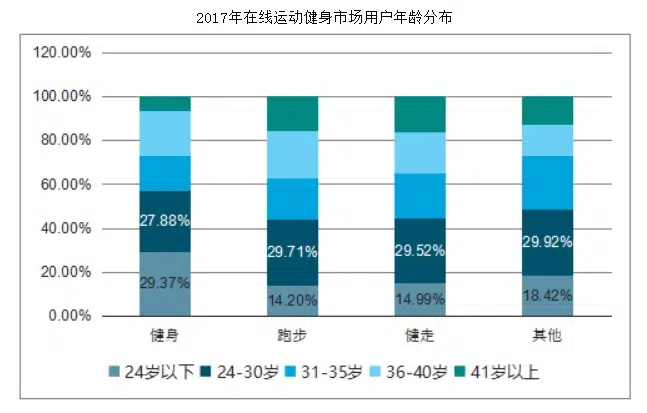 2017年在线运动健身市场用户年龄分布
120.00%
100.00%
80.00%
60.00%
40.00%
20.00%
0.00%
27.88%
29.71%
29.52%
29.92%
29.37%
14.20%
14.99%
18.42%
健身
跑步
健走
其他
24岁以下
24-30岁
31-35岁
36-40岁
41岁以上